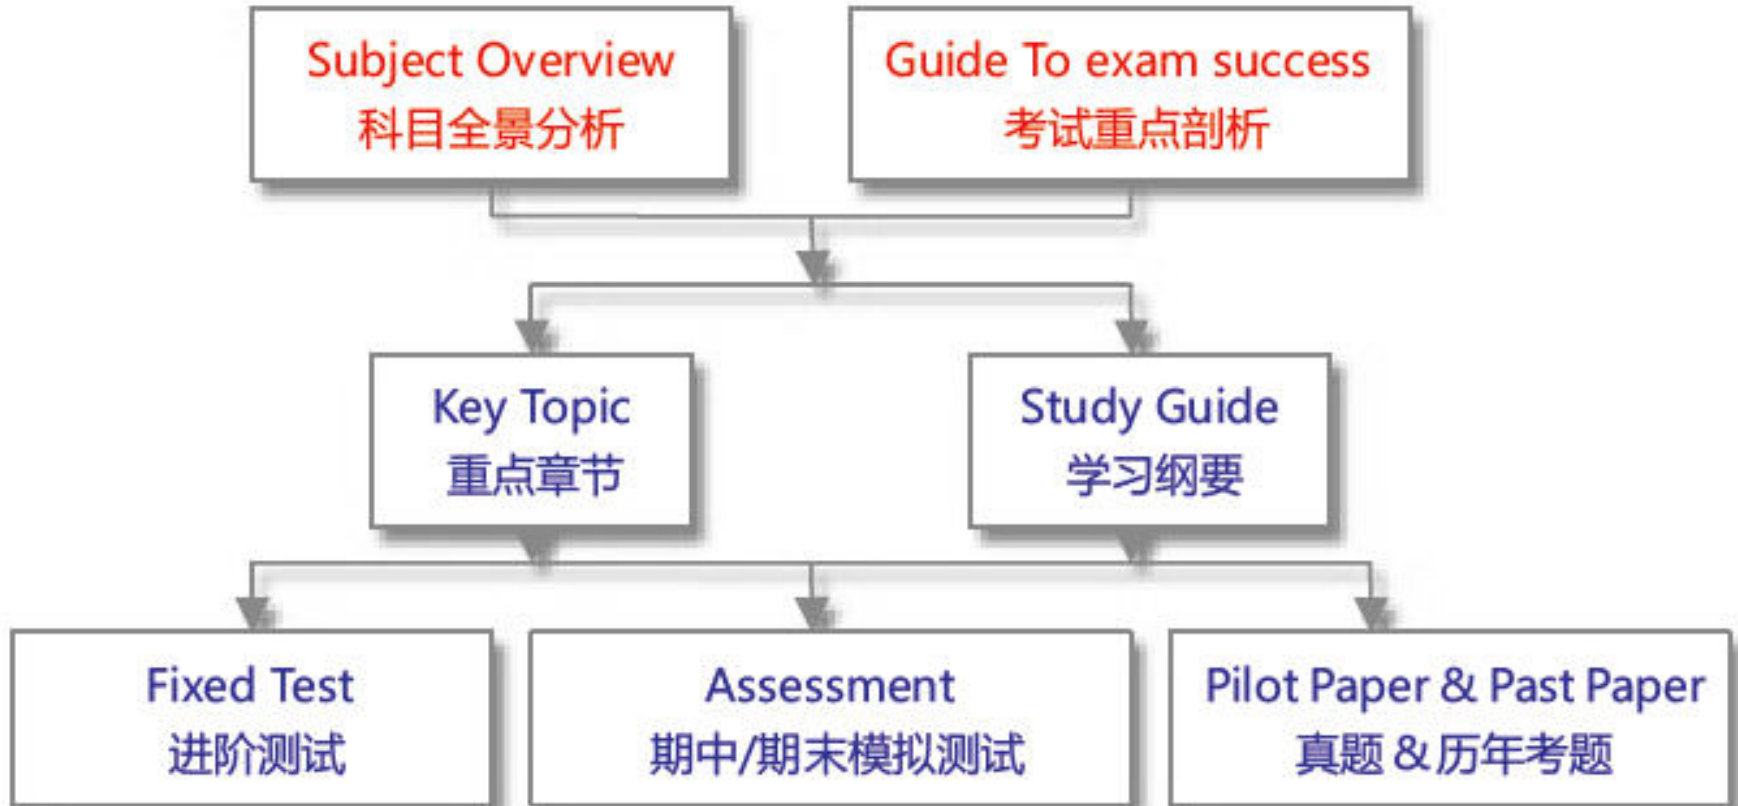 Subject Overview
科目全景分析
Guide To exam success
考试重点剖析
Key Topic
重点章节
Study Guide
学习纲要
Fixed Test
进阶测试
Assessment
期中/期末模拟测试
Pilot Paper & Past Paper
真题 & 历年考题